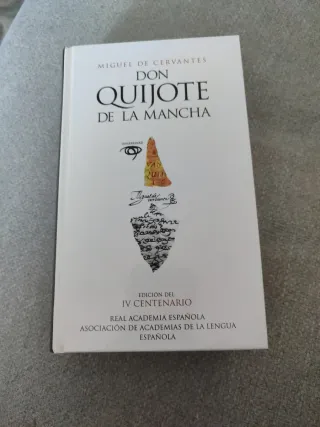 MIGUEL DE CERVANTES
DON
QUIJOTE
DE LA MANCHA
EDICIÓN DEL
IV CENTENARIO
REAL ACADEMIA ESPAÑOLA
ASOCIACIÓN DE ACADEMIAS DE LA LENGUA
ESPAÑOLA